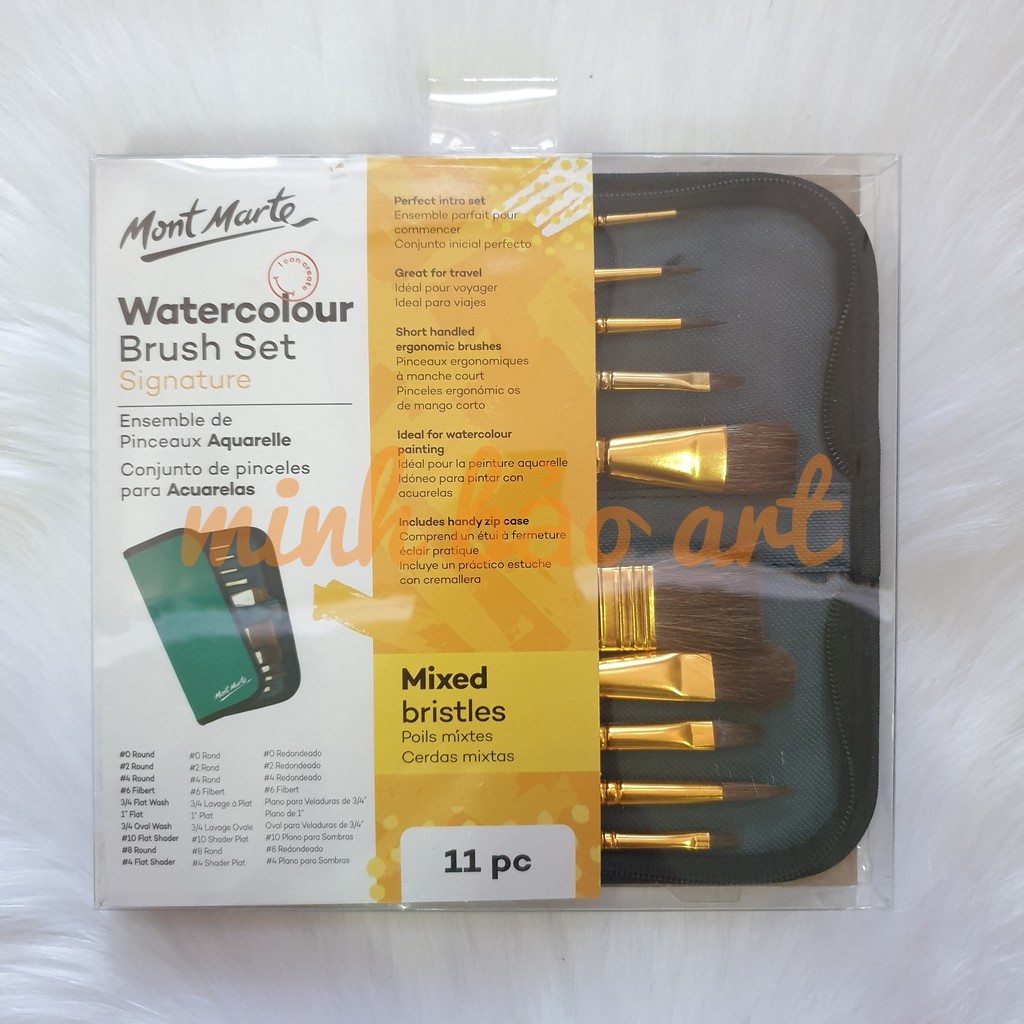 Mont Marte
I can create
Watercolour
Brush Set
Signature
Ensemble de
Pinceaux Aquarelle
Conjunto de pinceles
para Acuarelas
Mont Marte
#0 Round
#2 Round
#4 Round
#6 Filbert
3/4 Flat Wash
1" Flat
3/4 Oval Wash
#10 Flat Shader
#8 Round
#4 Flat Shader
#0 Rond
#2 Rond
#4 Rond
#6 Filbert
3/4 Lavage à Plat
1" Plat
3/4 Lavage Ovale
#10 Shader Plat
#8 Rond
#4 Shader Plat
#0 Redondeado
#2 Redondeado
#4 Redondeado
#6 Filbert
Plano para Veladuras de 3/4"
Plano de 1"
Oval para Veladuras de 3/4"
#10 Plano para Sombras
#8 Redondeado
#4 Plano para Sombras
Perfect intro set
Ensemble parfait pour
commencer
Conjunto inicial perfecto
Great for travel
Idéal pour voyager
Ideal para viajes
Short handled
ergonomic brushes
Pinceaux ergonomiques
à manche court
Pinceles ergonómic os
de mango corto
Ideal for watercolour
painting
Idéal pour la peinture aquarelle
Idóneo para pintar con
acuarelas
Includes handy zip case
Comprend un étui à fermeture
éclair pratique
Incluye un práctico estuche
con cremallera
Mixed
bristles
Poils mixtes
Cerdas mixtas
11 pc
minh bảo art